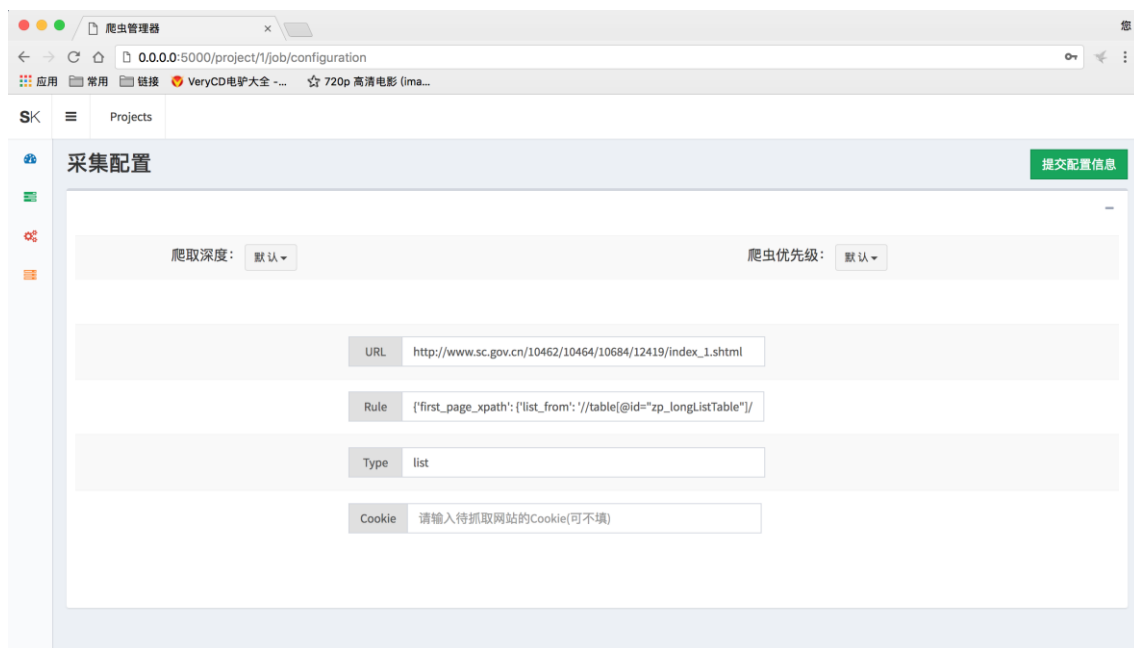 爬虫管理器
您
0.0.0.0:5000/project/1/job/configuration
应用 常用 链接 VeryCD电驴大全 -... 720p 高清电影 (ima...
SK Projects
采集配置 提交配置信息
爬取深度: 默认 爬虫优先级: 默认
URL http://www.sc.gov.cn/10462/10464/10684/12419/index_1.shtml
Rule {'first_page_xpath': {'list_from': '//table[@id="zp_longListTable"]/
Type list
Cookie 请输入待抓取网站的Cookie(可不填)